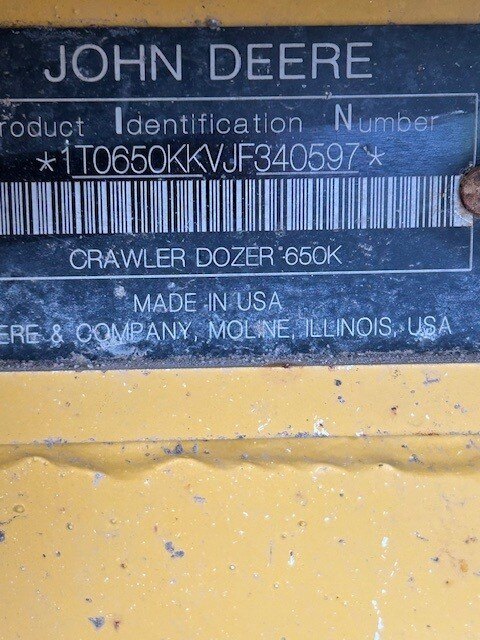 JOHN DEERE
roduct Identification Number
*1T0650KKVJF340597*
CRAWLER DOZER 650K
MADE IN USA
ERE & COMPANY, MOLINE, ILLINOIS, USA